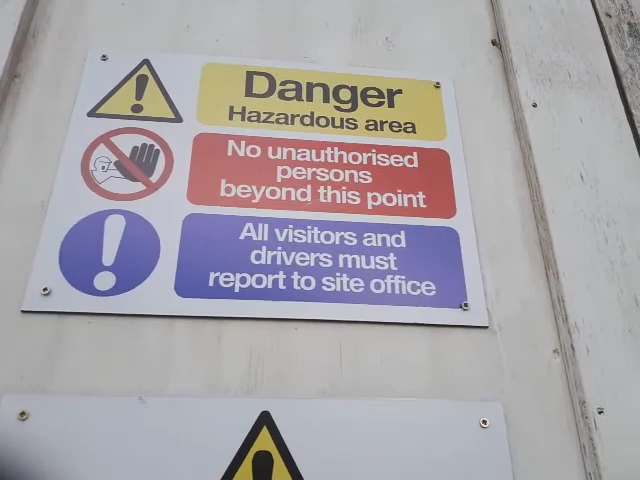 Danger
Hazardous area
No unauthorised
persons
beyond this point
All visitors and
drivers must
report to site office